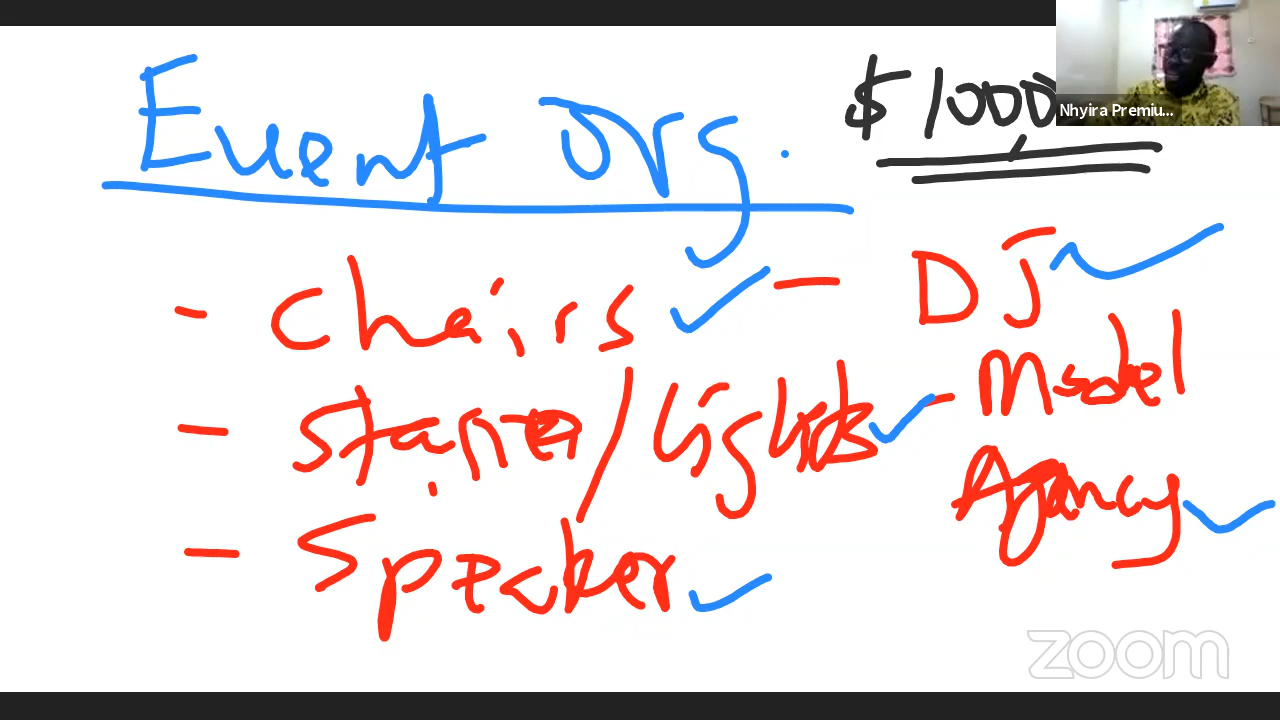 Event Org.
$1000
Nhyira Premiu...
- Chairs
- Stage/Lights
- Speaker
- DJ
- Model
Agency
zoom